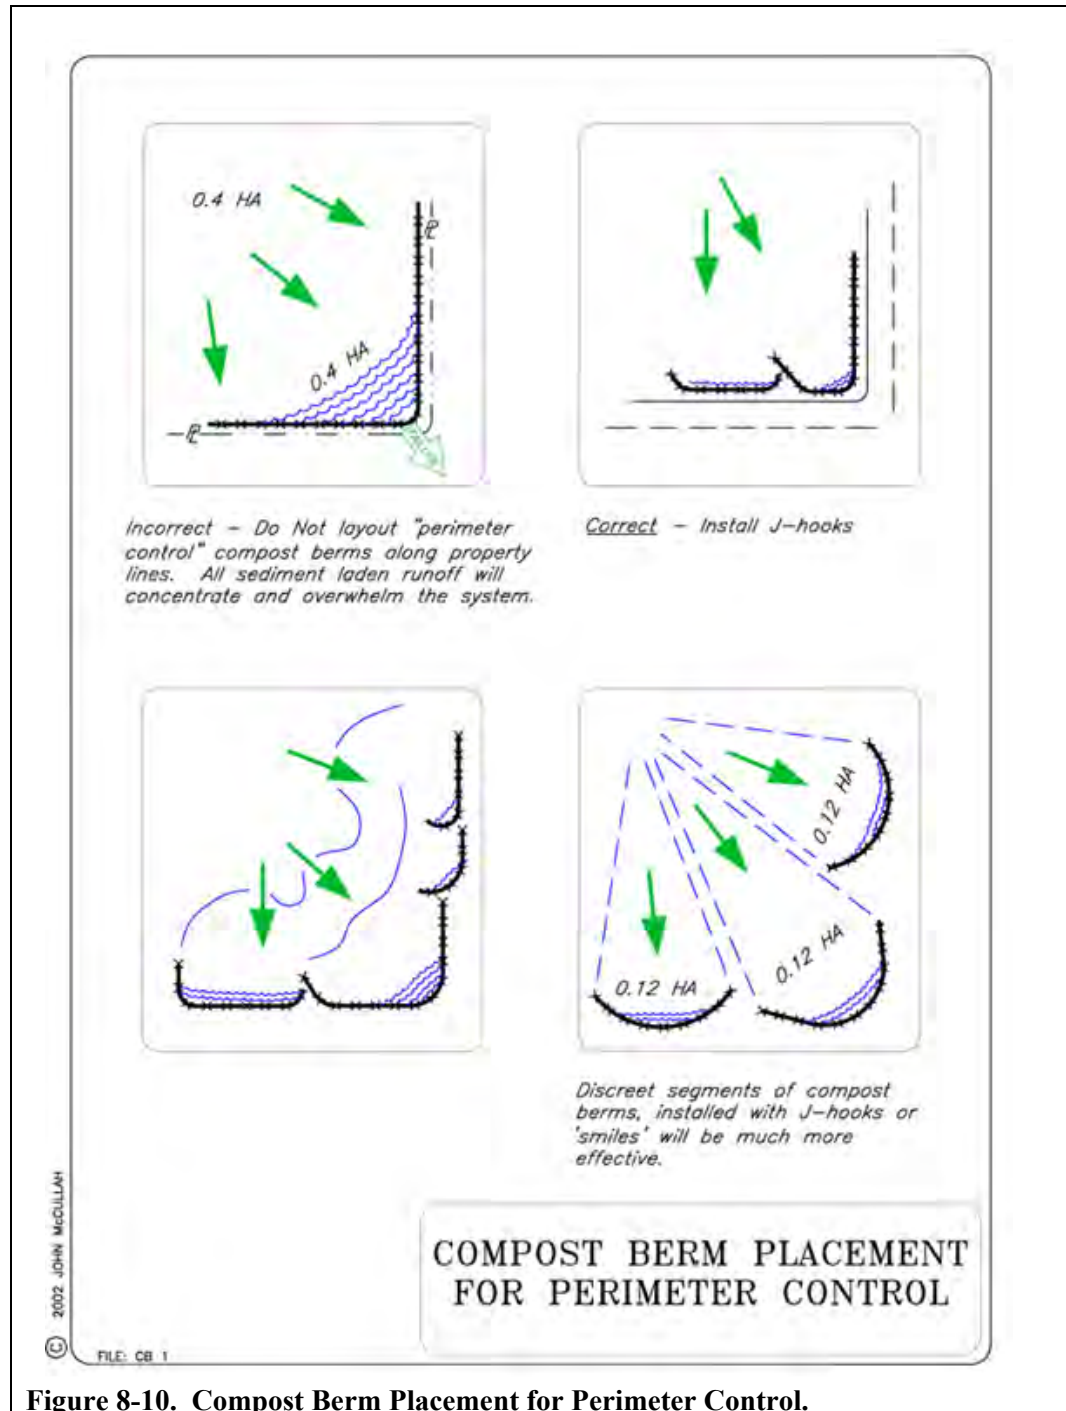 0.4 HA
PL
0.4 HA
PL
FAILURE
Incorrect – Do Not layout "perimeter
control" compost berms along property
lines. All sediment laden runoff will
concentrate and overwhelm the system.
Correct – Install J-hooks
0.12 HA
0.12 HA
0.12 HA
Discreet segments of compost
berms, installed with J-hooks or
'smiles' will be much more
effective.
COMPOST BERM PLACEMENT
FOR PERIMETER CONTROL
© 2002 JOHN McCULLAH
FILE: CB 1
Figure 8-10. Compost Berm Placement for Perimeter Control.